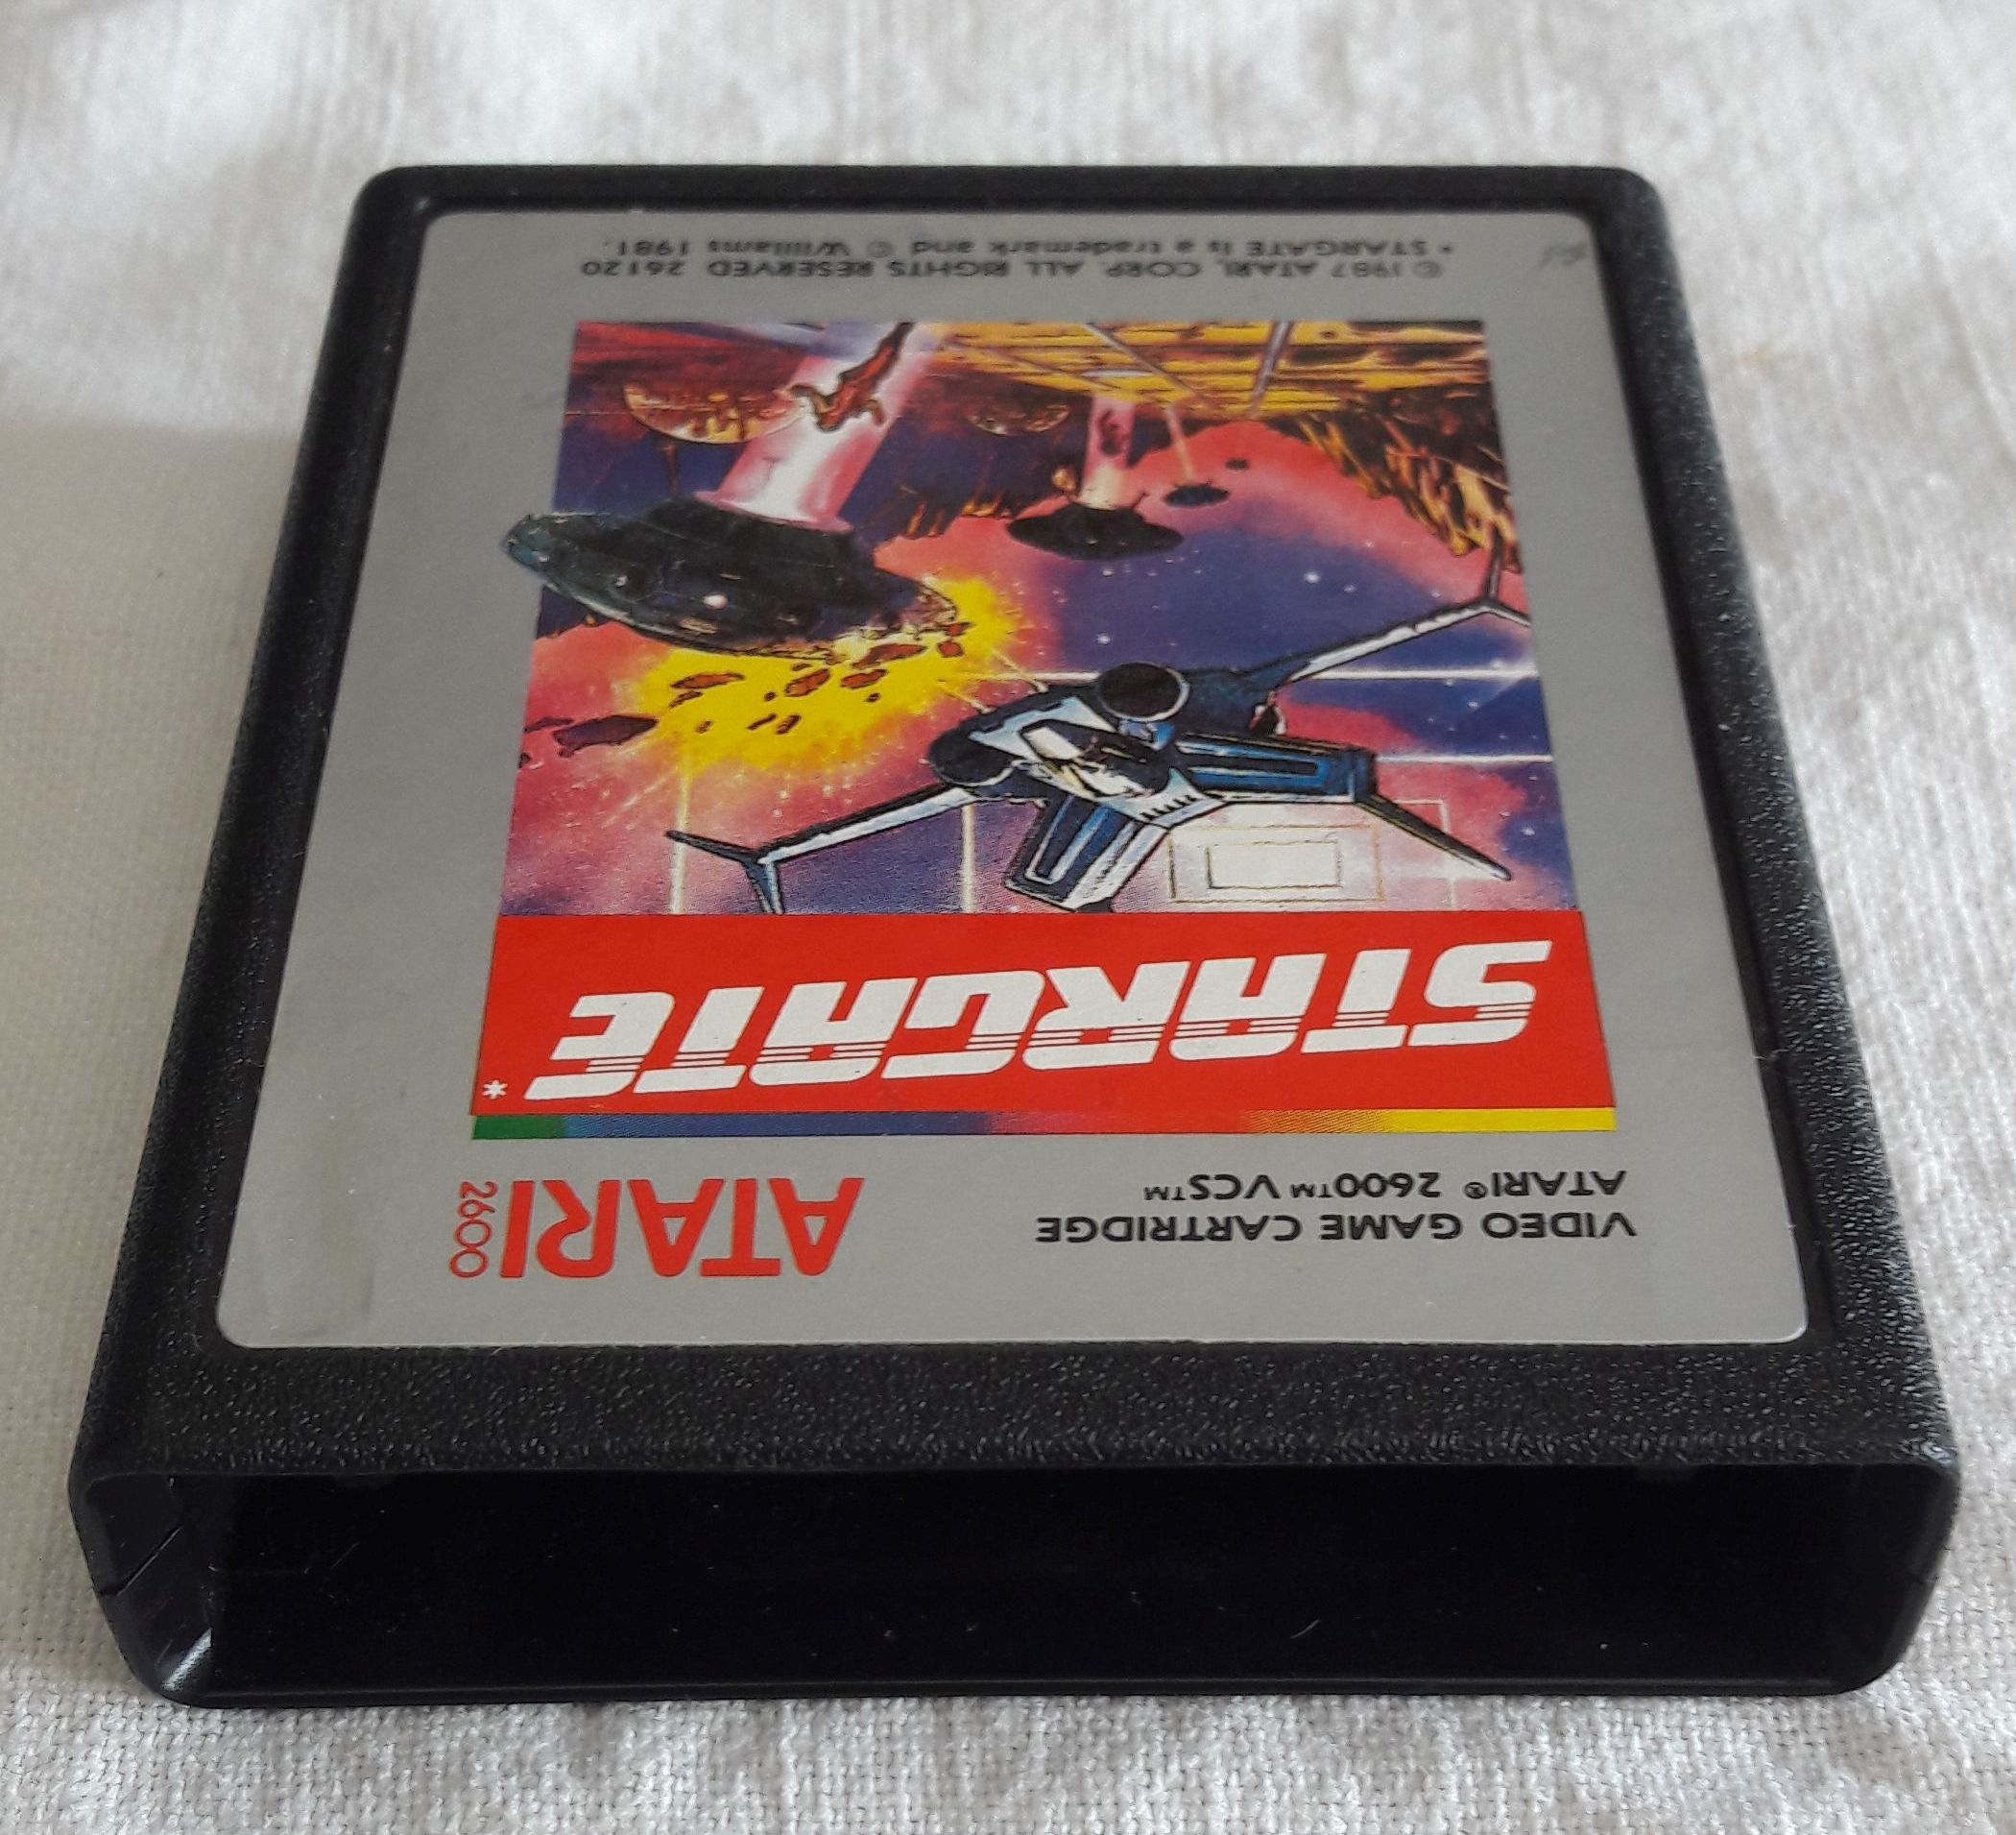 VIDEO GAME CARTRIDGE
ATARI® 2600™ VCS™
ATARI 2600
STARGATE*
©1987 ATARI, CORP. ALL RIGHTS RESERVED 26120
• STARGATE is a trademark and © Williams 1981.